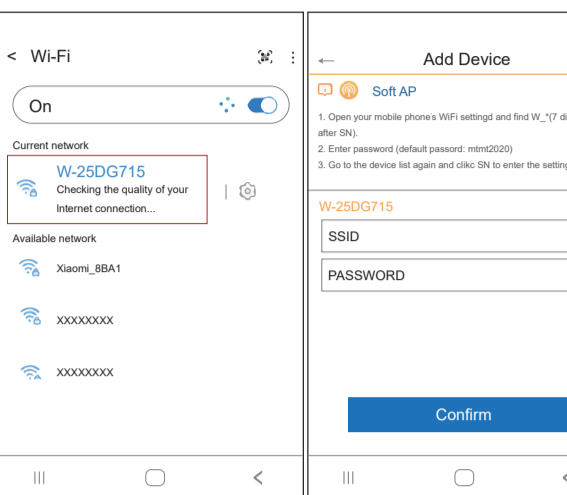 < Wi-Fi
On
Current network
W-25DG715
Checking the quality of your
Internet connection...
Available network
Xiaomi_8BA1
XXXXXXXX
XXXXXXXX
Add Device
Soft AP
1. Open your mobile phone's WiFi settingd and find W_*(7 di
after SN).
2. Enter password (default passord: mtmt2020)
3. Go to the device list again and clikc SN to enter the setting
W-25DG715
SSID
PASSWORD
Confirm